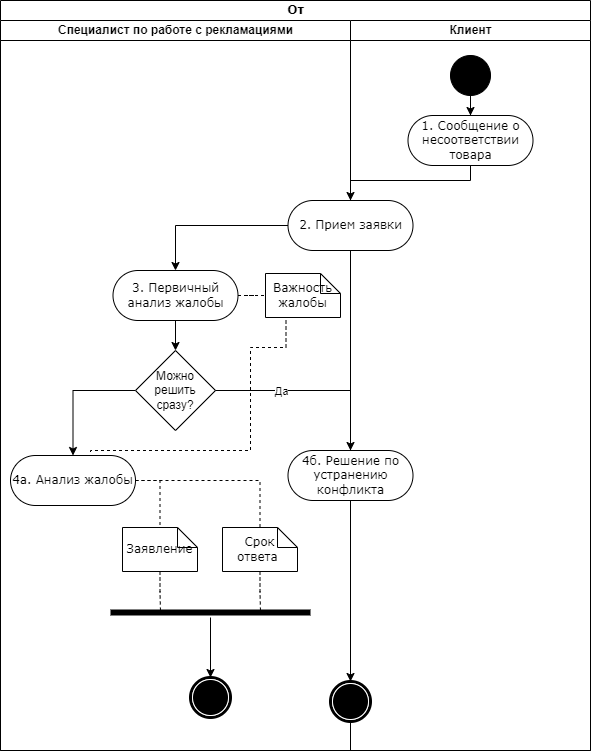 От
Специалист по работе с рекламациями
Клиент
1. Сообщение о
несоответствии
товара
2. Прием заявки
3. Первичный
анализ жалобы
Важность
жалобы
Можно
решить
сразу?
Да
4а. Анализ жалобы
4б. Решение по
устранению
конфликта
Заявление
Срок
ответа